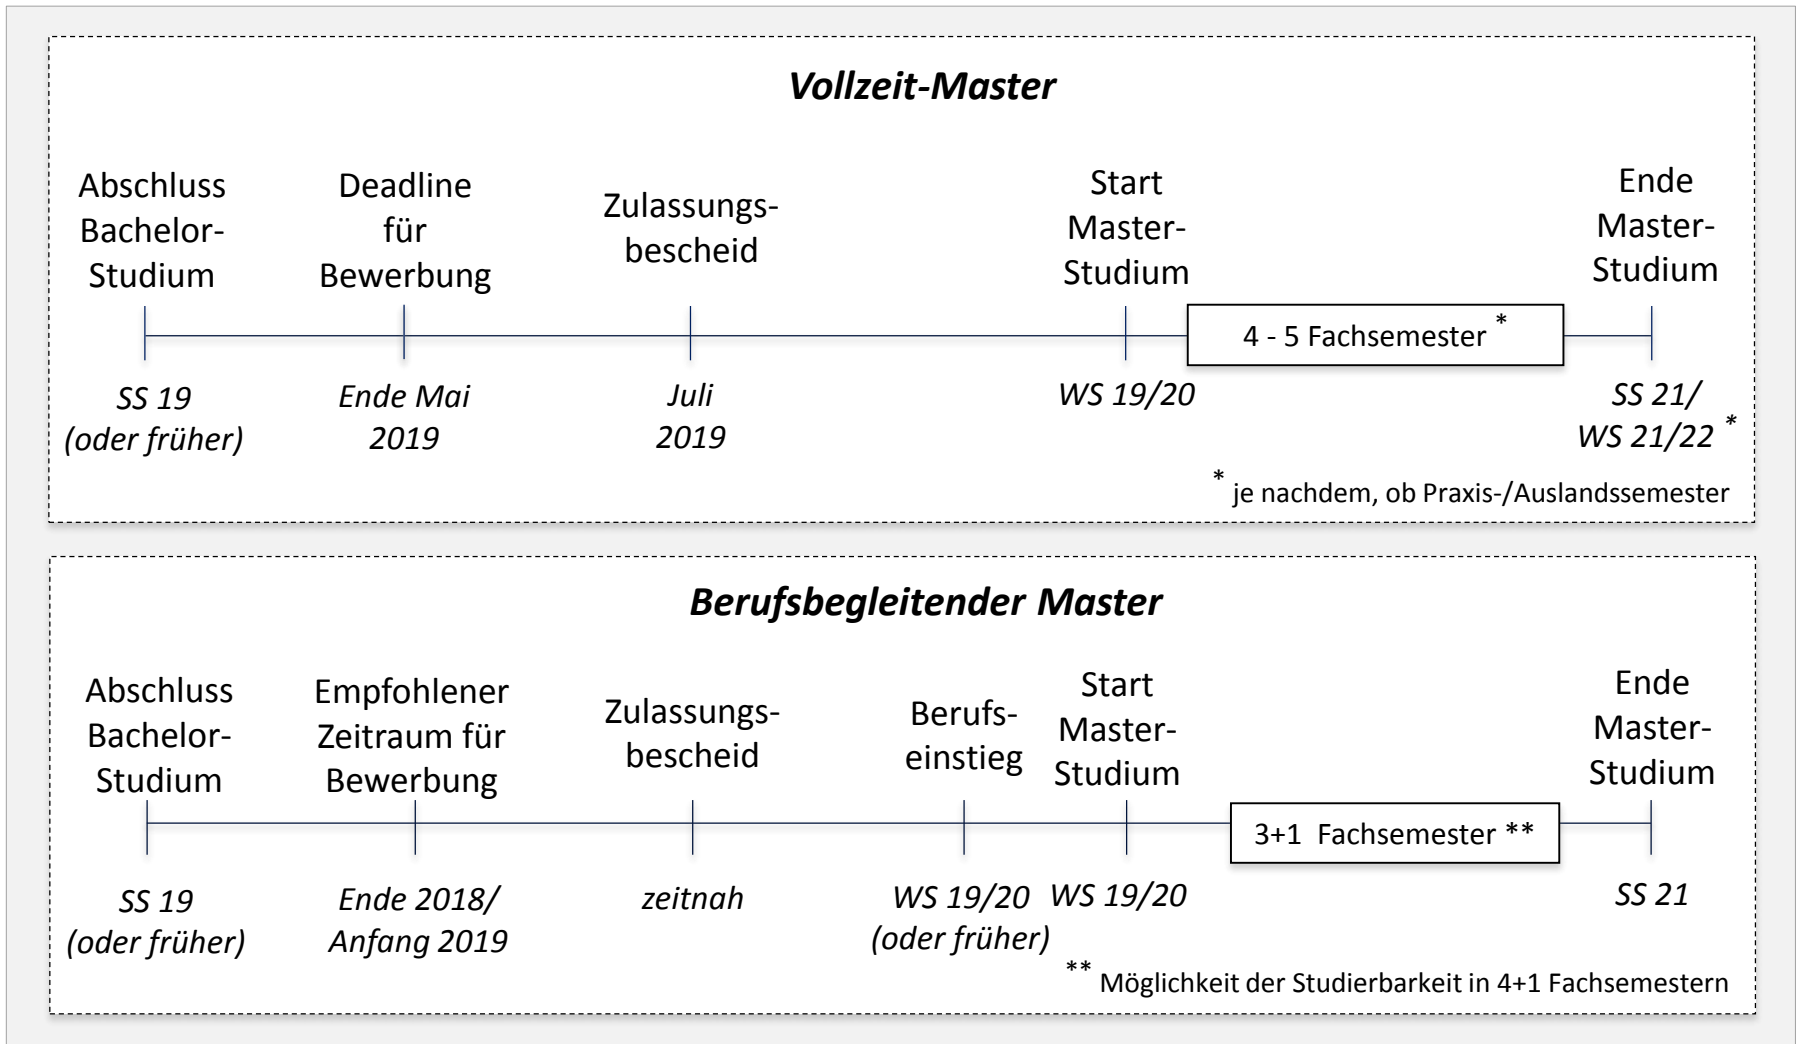 Vollzeit-Master
Abschluss
Bachelor-
Studium
Deadline
für
Bewerbung
Zulassungs-
bescheid
Start
Master-
Studium
Ende
Master-
Studium
4 - 5 Fachsemester *
SS 19
(oder früher)
Ende Mai
2019
Juli
2019
WS 19/20
SS 21/
WS 21/22 *
* je nachdem, ob Praxis-/Auslandssemester
Berufsbegleitender Master
Abschluss
Bachelor-
Studium
Empfohlener
Zeitraum für
Bewerbung
Zulassungs-
bescheid
Berufs-
einstieg
Start
Master-
Studium
Ende
Master-
Studium
3+1 Fachsemester **
SS 19
(oder früher)
Ende 2018/
Anfang 2019
zeitnah
WS 19/20
(oder früher)
WS 19/20
SS 21
** Möglichkeit der Studierbarkeit in 4+1 Fachsemestern